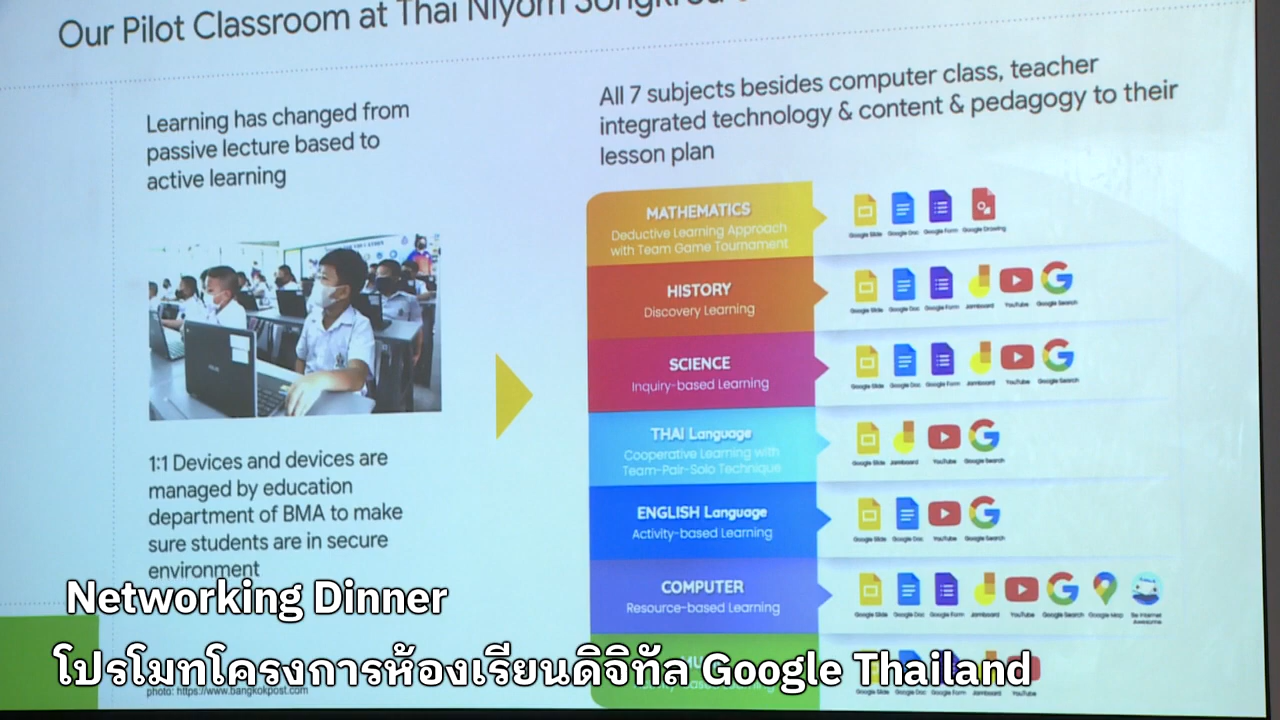 Our Pilot Classroom at Thai Niyom Songkrou
Learning has changed from
passive lecture based to
active learning
1:1 Devices and devices are
managed by education
department of BMA to make
sure students are in secure
environment
photo: https://www.bangkokpost.com
All 7 subjects besides computer class, teacher
integrated technology & content & pedagogy to their
lesson plan
MATHEMATICS
Deductive Learning Approach
with Team Game Tournament
Google Slide Google Doc Google Form Google Drawing
HISTORY
Discovery Learning
Google Slide Google Doc Google Form Jamboard YouTube Google Search
SCIENCE
Inquiry-based Learning
Google Slide Google Doc Google Form Jamboard YouTube Google Search
THAI Language
Cooperative Learning with
Team-Pair-Solo Technique
Google Slide Jamboard YouTube Google Search
ENGLISH Language
Activity-based Learning
Google Slide Google Doc YouTube Google Search
COMPUTER
Resource-based Learning
Google Slide Google Doc Google Form Jamboard YouTube Google Search Google Map Be Internet Awesome
Google Slide Google Doc Google Form Jamboard YouTube
Networking Dinner
โปรโมทโครงการห้องเรียนดิจิทัล Google Thailand